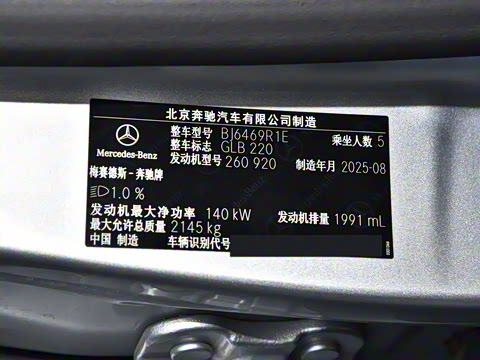 北京奔驰汽车有限公司制造
整车型号 BJ6469R1E 乘坐人数 5
整车标志 GLB 220
发动机型号 260 920 制造年月 2025-08
Mercedes-Benz
梅赛德斯－奔驰牌
1.0 %
发动机最大净功率 140 kW 发动机排量 1991 mL
最大允许总质量 2145 kg
中国 制造 车辆识别代号